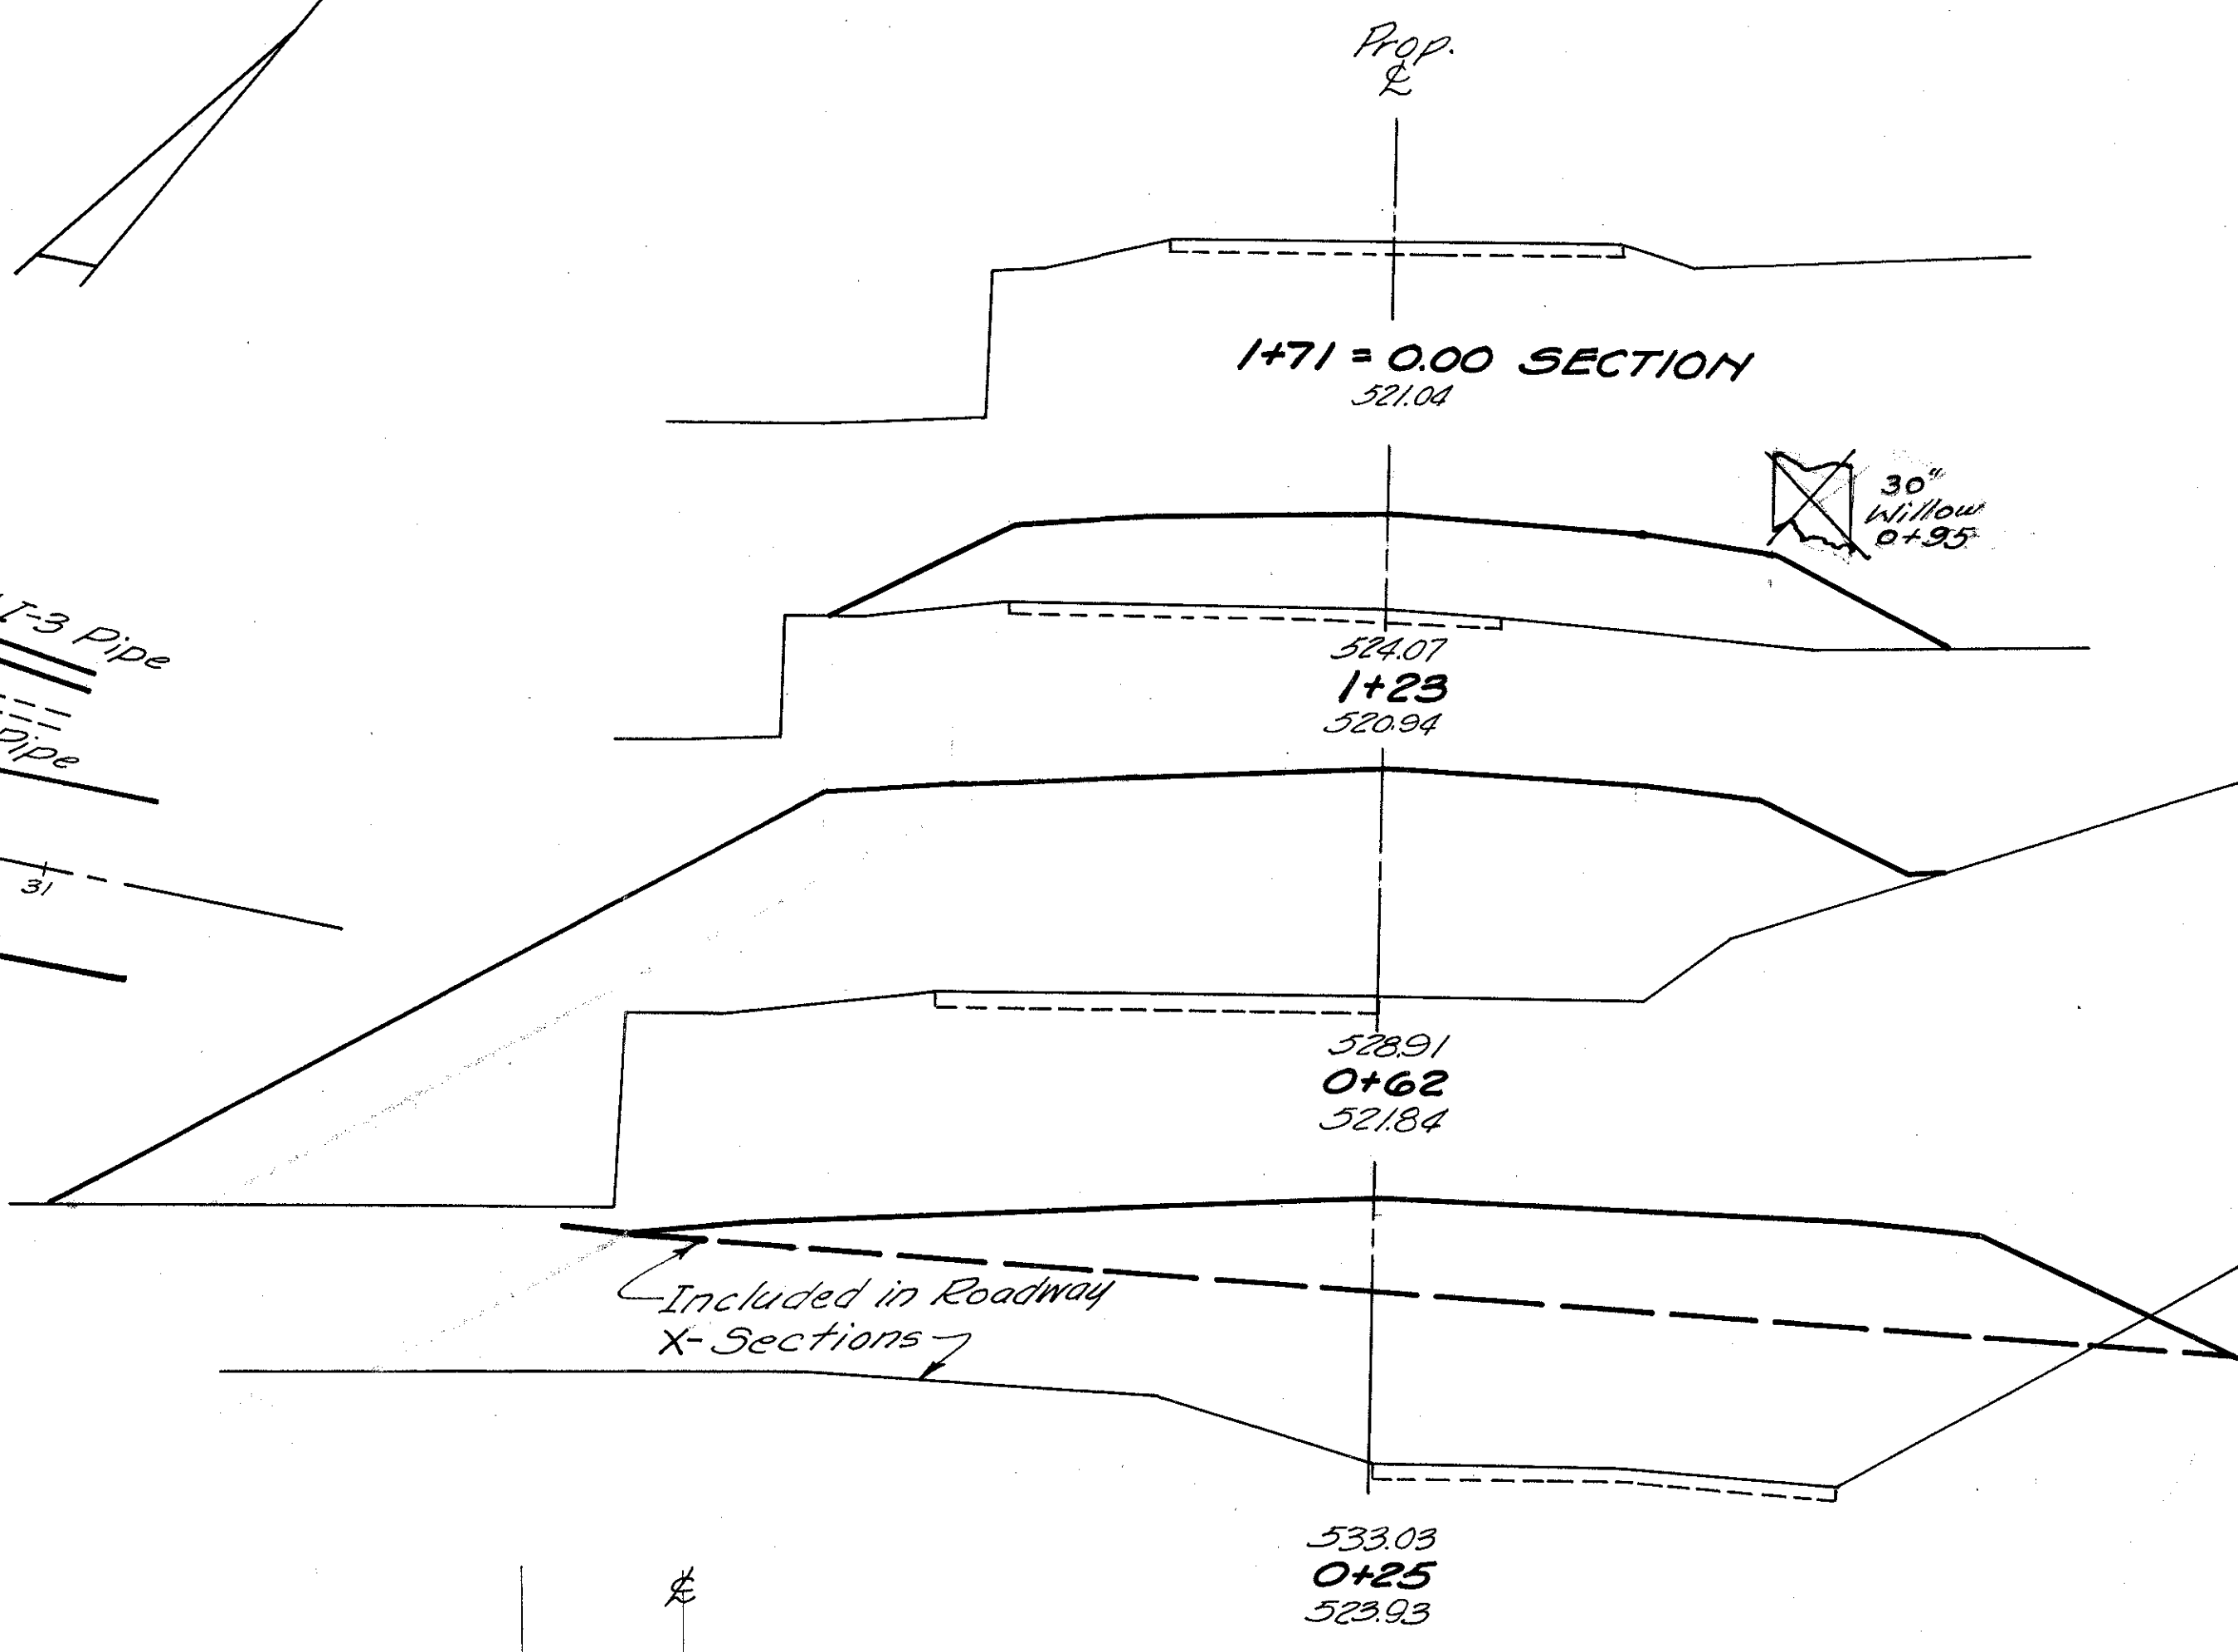 Prop.
℄
1+71 = 0.00 SECTION
521.04
30"
Willow
0+95
I-3 Pipe
Pipe
31
524.07
1+23
520.94
528.91
0+62
521.84
Included in Roadway
X-Sections
533.03
0+25
523.93
℄